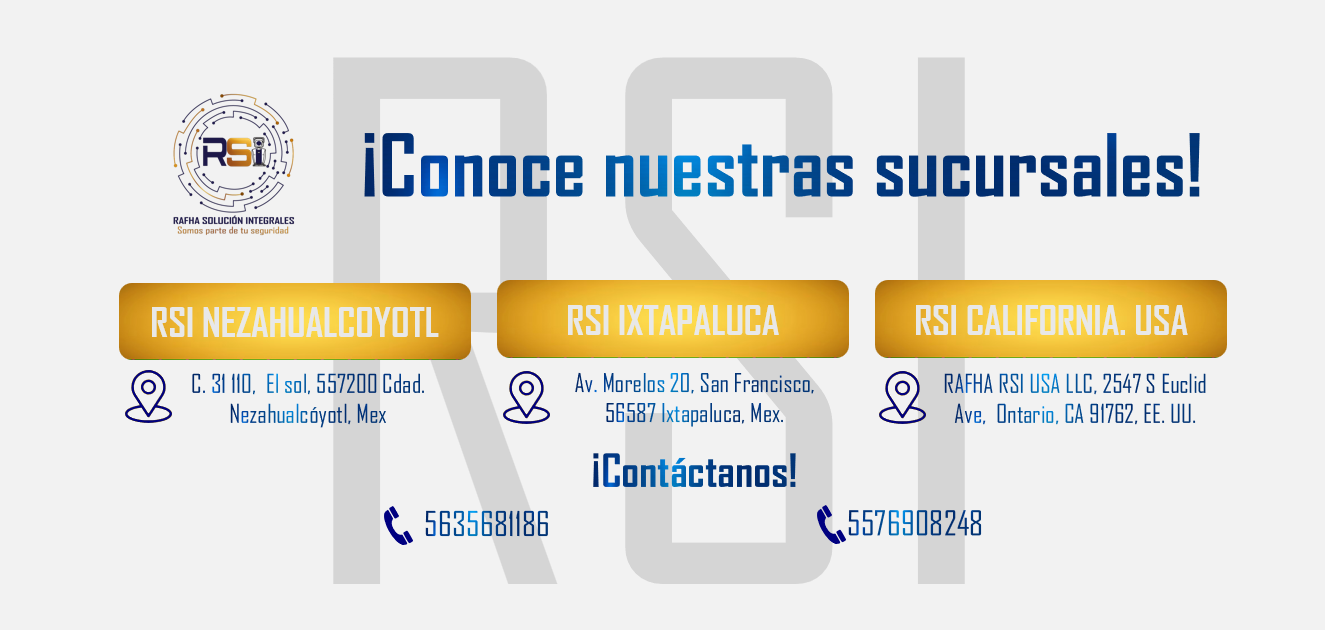 RSI
RAFHA SOLUCIÓN INTEGRALES
Somos parte de tu seguridad
¡Conoce nuestras sucursales!
RSI
RSI NEZAHUALCOYOTL
C. 31 110, El sol, 557200 Cdad.
Nezahualcóyotl, Mex
RSI IXTAPALUCA
Av. Morelos 20, San Francisco,
56587 Ixtapaluca, Mex.
RSI CALIFORNIA. USA
RAFHA RSI USA LLC, 2547 S Euclid
Ave, Ontario, CA 91762, EE. UU.
¡Contáctanos!
5635681186
5576908248